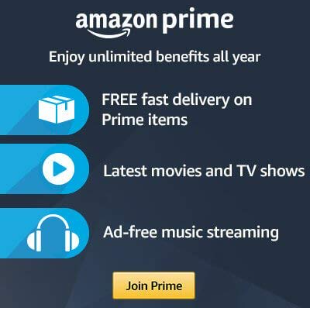 amazon prime
Enjoy unlimited benefits all year
FREE fast delivery on
Prime items
Latest movies and TV shows
Ad-free music streaming
Join Prime